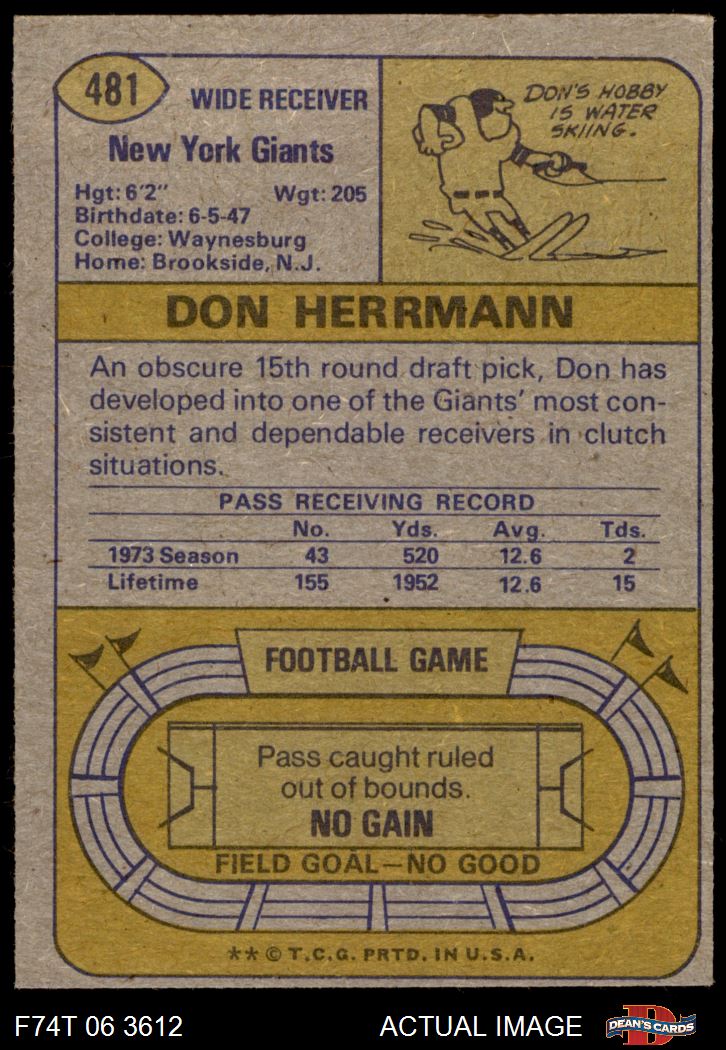 481
WIDE RECEIVER
New York Giants
Hgt: 6'2" Wgt: 205
Birthdate: 6-5-47
College: Waynesburg
Home: Brookside, N.J.
DON'S HOBBY
IS WATER
SKIING.
DON HERRMANN
An obscure 15th round draft pick, Don has
developed into one of the Giants' most con-
sistent and dependable receivers in clutch
situations.
PASS RECEIVING RECORD
No. Yds. Avg. Tds.
1973 Season 43 520 12.6 2
Lifetime 155 1952 12.6 15
FOOTBALL GAME
Pass caught ruled
out of bounds.
NO GAIN
FIELD GOAL—NO GOOD
** © T.C.G. PRTD. IN U.S.A.
F74T 06 3612 ACTUAL IMAGE D DEAN'S CARDS